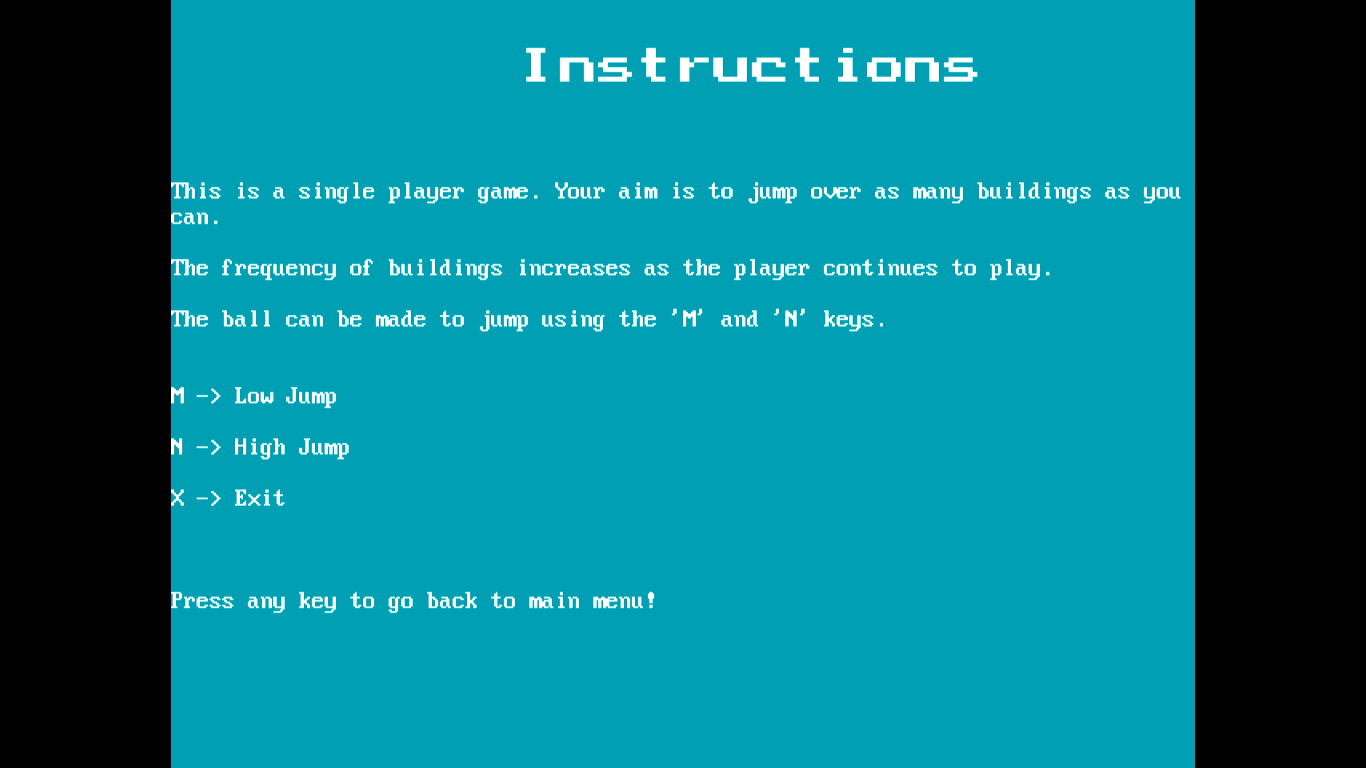 Instructions
This is a single player game. Your aim is to jump over as many buildings as you
can.
The frequency of buildings increases as the player continues to play.
The ball can be made to jump using the 'M' and 'N' keys.
M -> Low Jump
N -> High Jump
X -> Exit
Press any key to go back to main menu!